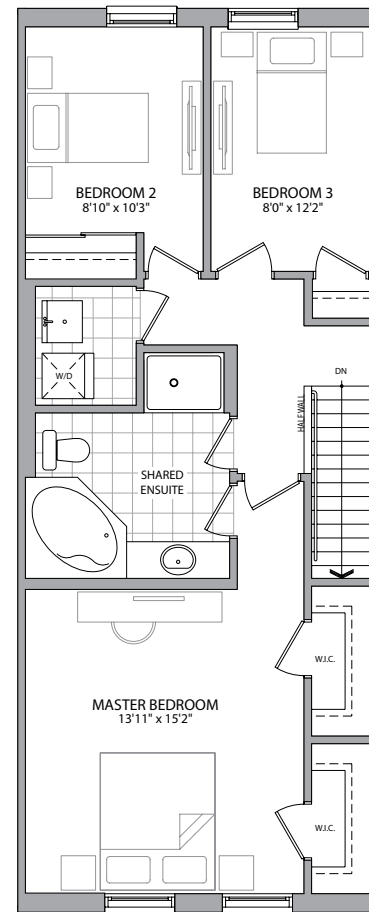 BEDROOM 2
8'10" x 10'3"
BEDROOM 3
8'0" x 12'2"
W/D
DN
HALF WALL
SHARED
ENSUITE
W.I.C.
MASTER BEDROOM
13'11" x 15'2"
W.I.C.